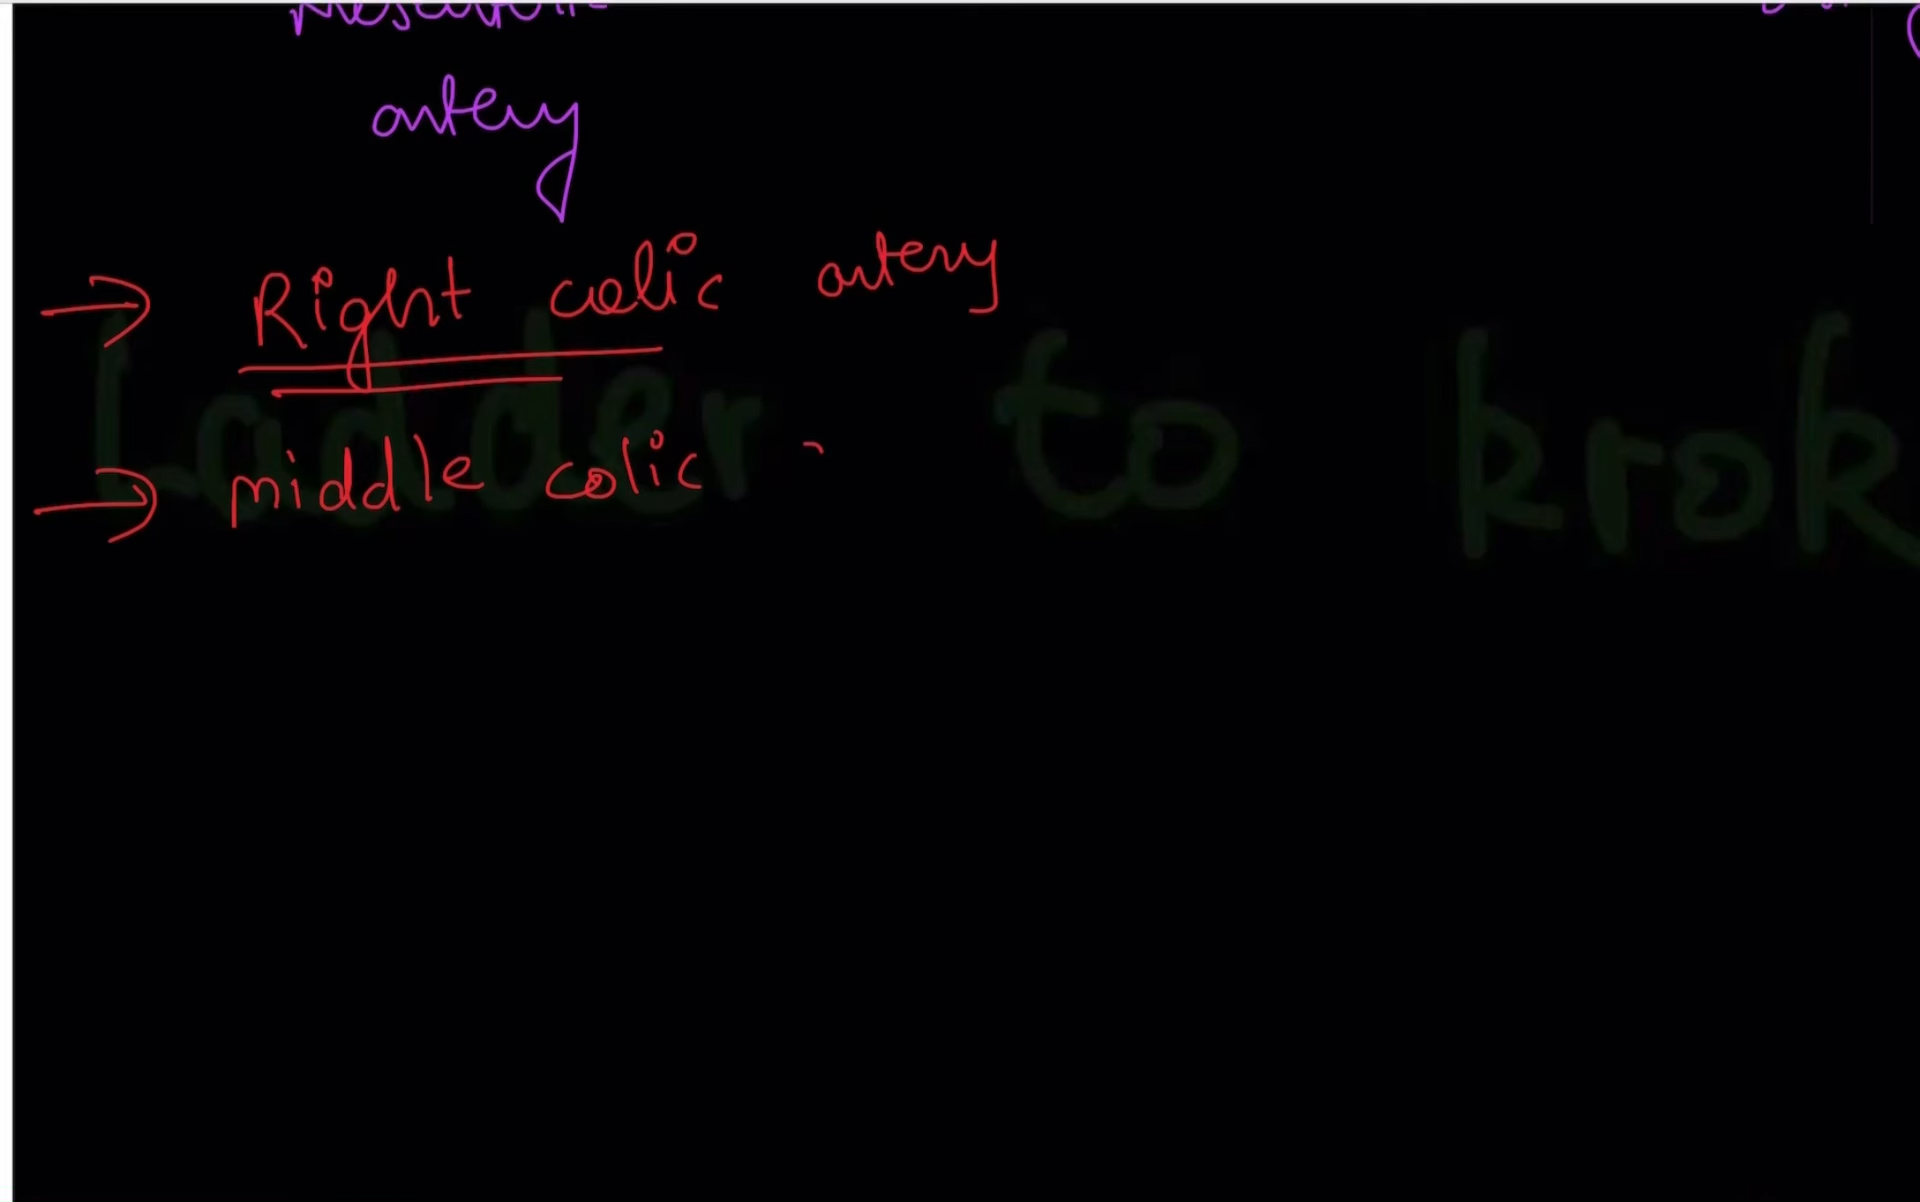 artery
→ Right colic artery
→ middle colic
Ladder to krok